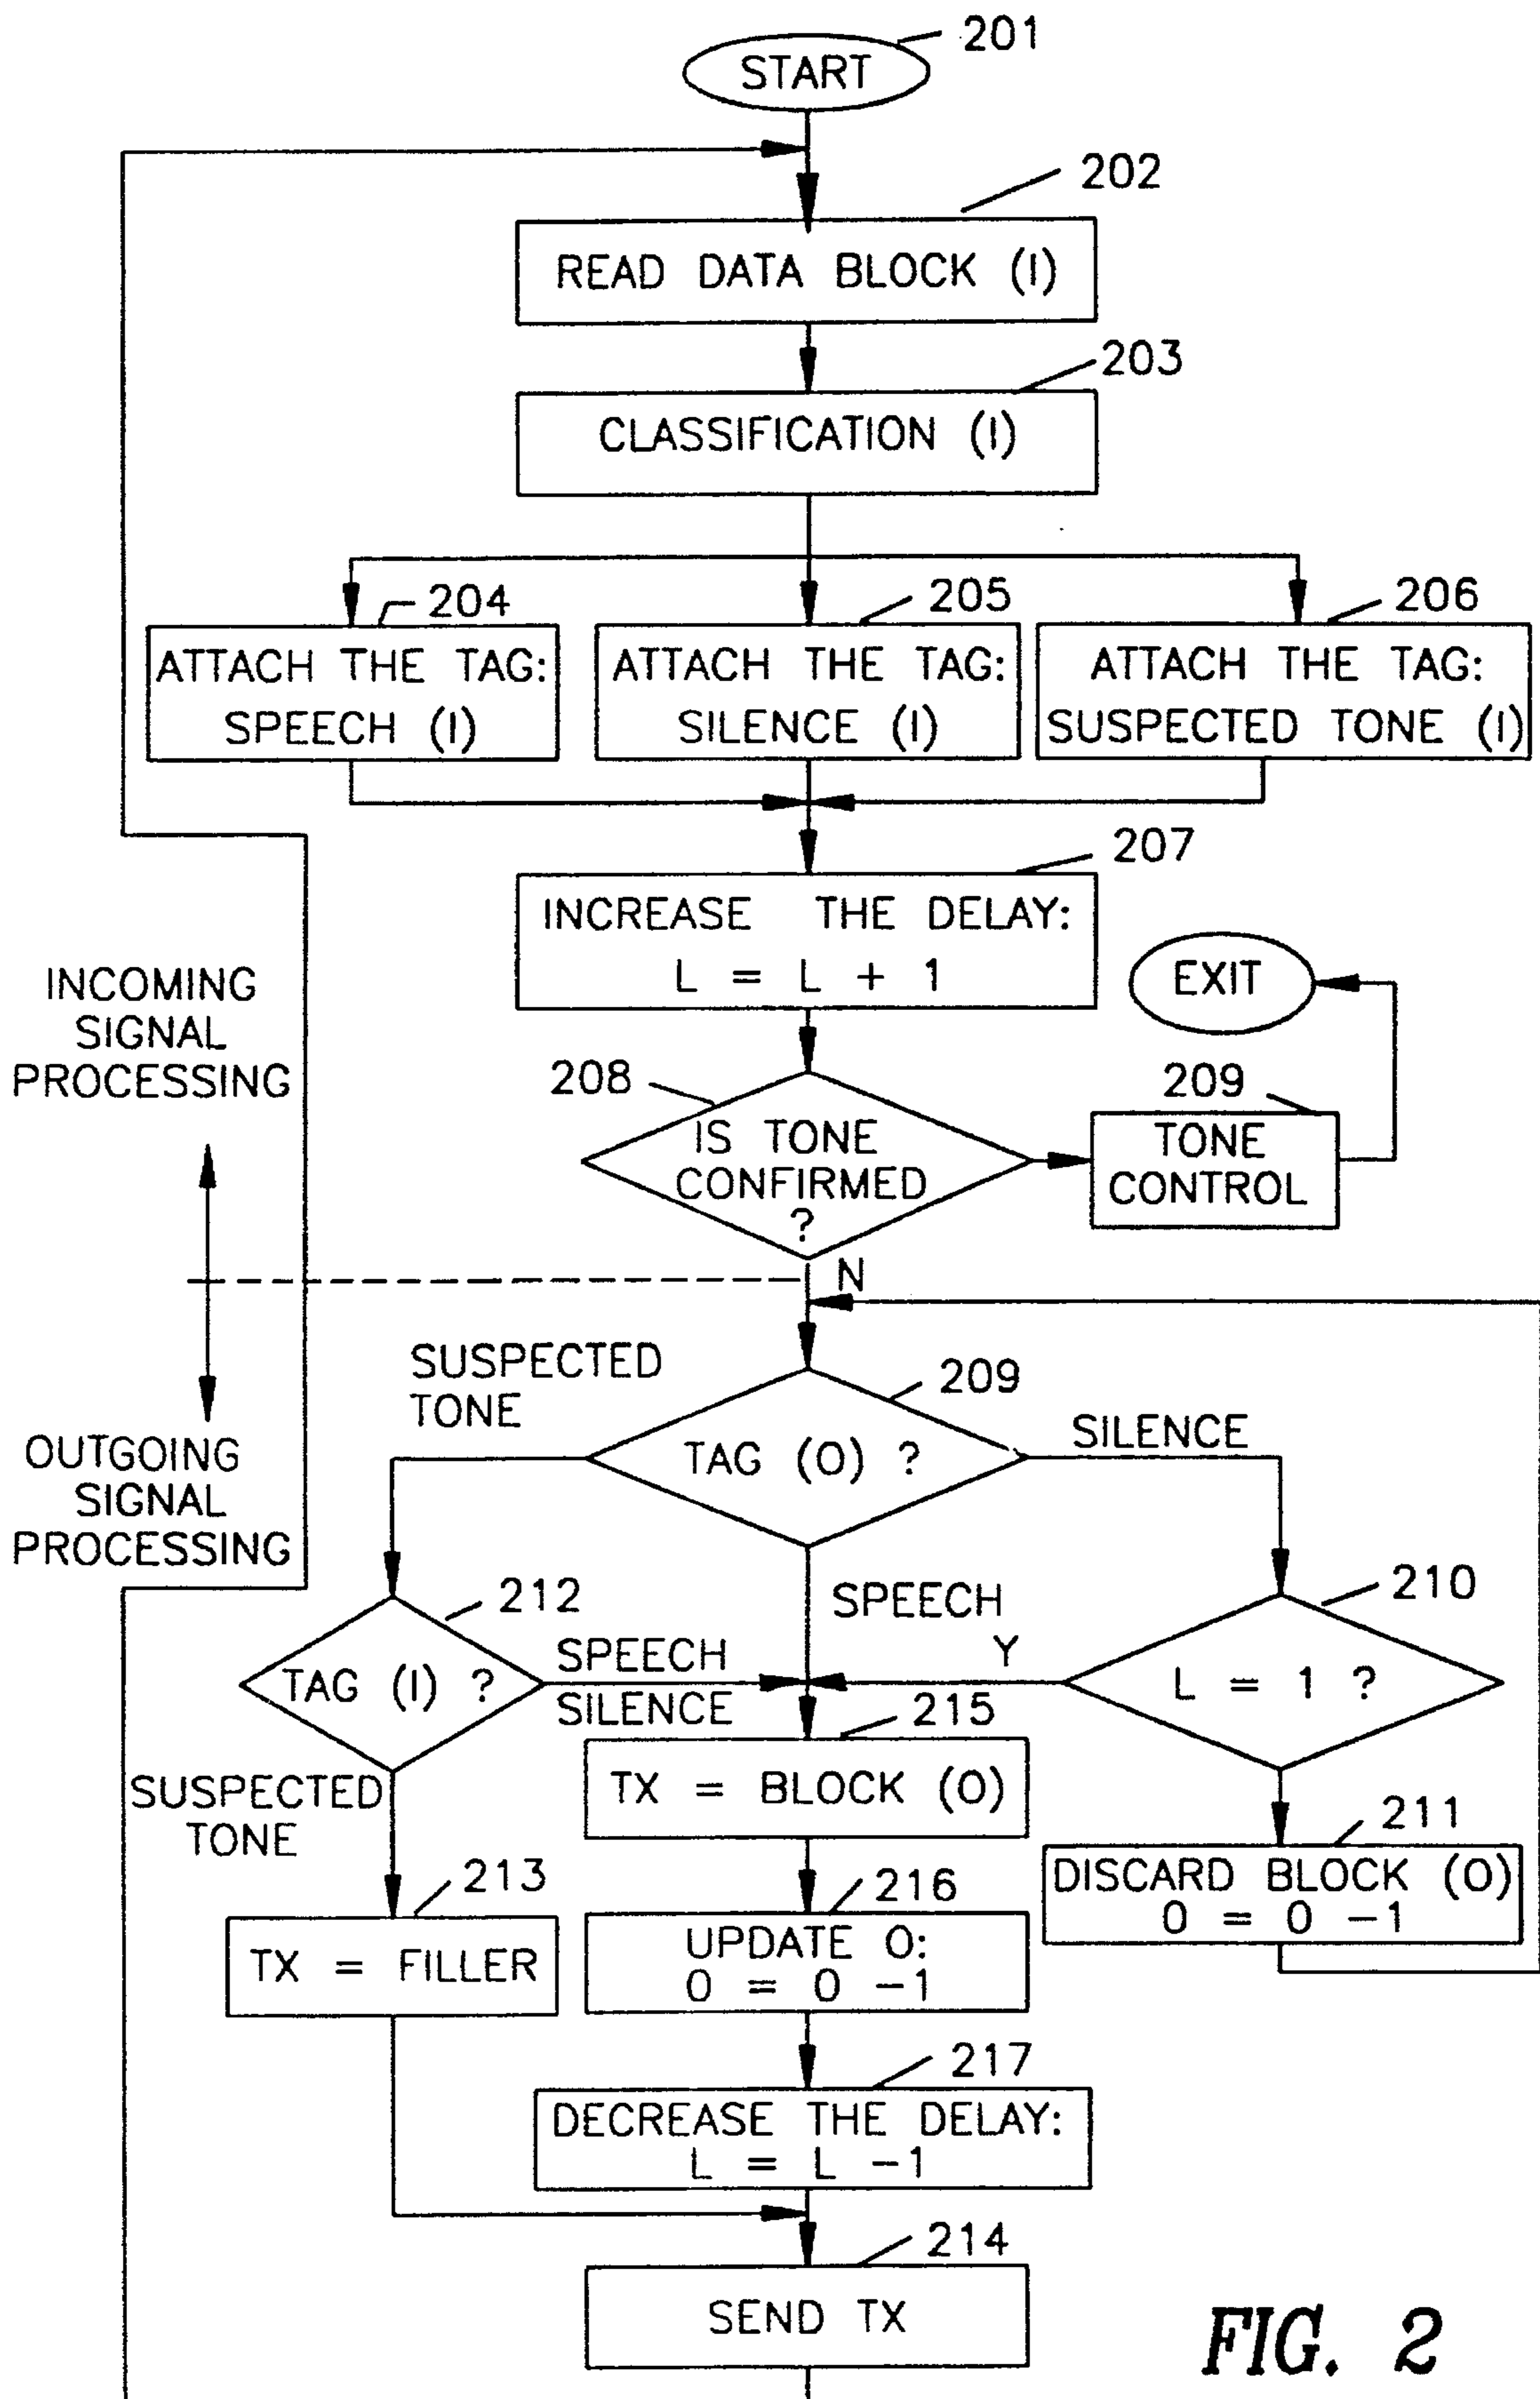 201
START
202
READ DATA BLOCK (I)
203
CLASSIFICATION (I)
204
ATTACH THE TAG:
SPEECH (I)
205
ATTACH THE TAG:
SILENCE (I)
206
ATTACH THE TAG:
SUSPECTED TONE (I)
207
INCREASE THE DELAY:
L = L + 1
EXIT
INCOMING
SIGNAL
PROCESSING
208
IS TONE
CONFIRMED
?
209
TONE
CONTROL
N
SUSPECTED
TONE
209
TAG (O) ?
SILENCE
OUTGOING
SIGNAL
PROCESSING
212
TAG (I) ?
SPEECH
SILENCE
SPEECH
Y
210
L = 1 ?
215
TX = BLOCK (O)
SUSPECTED
TONE
211
DISCARD BLOCK (O)
O = O -1
213
TX = FILLER
216
UPDATE O:
O = O -1
217
DECREASE THE DELAY:
L = L -1
214
SEND TX
FIG. 2